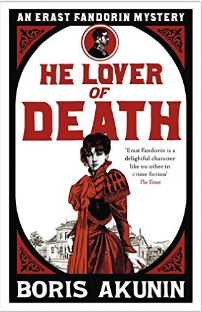 AN ERAST FANDORIN MYSTERY
HE LOVER
OF
DEATH
'Erast Fandorin is a
delightful character
like no other in
crime fiction'
The Times
BORIS AKUNIN